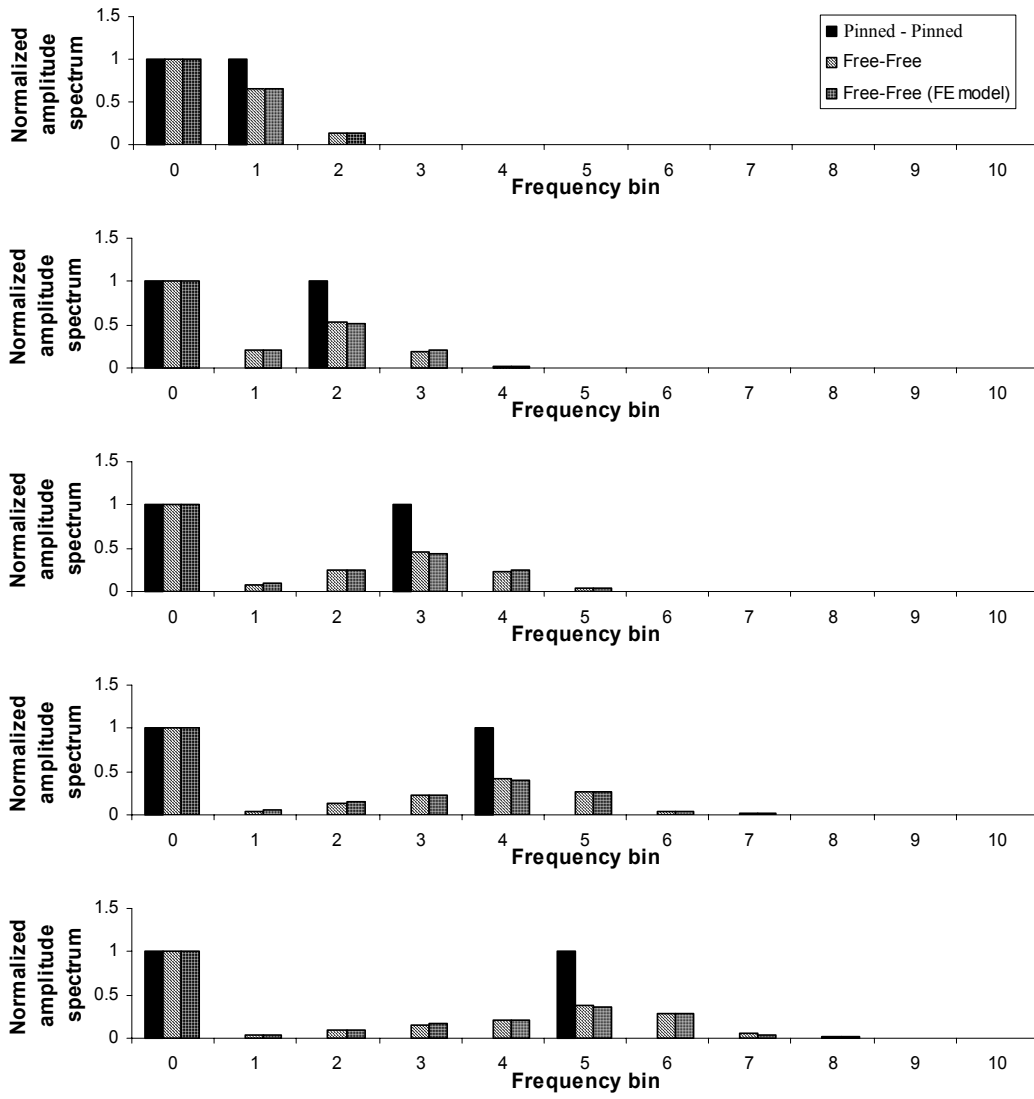 Normalized
amplitude
spectrum
1.5
1
0.5
0
Pinned - Pinned
Free-Free
Free-Free (FE model)
0 1 2 3 4 5 6 7 8 9 10
Frequency bin
Normalized
amplitude
spectrum
1.5
1
0.5
0
0 1 2 3 4 5 6 7 8 9 10
Frequency bin
Normalized
amplitude
spectrum
1.5
1
0.5
0
0 1 2 3 4 5 6 7 8 9 10
Frequency bin
Normalized
amplitude
spectrum
1.5
1
0.5
0
0 1 2 3 4 5 6 7 8 9 10
Frequency bin
Normalized
amplitude
spectrum
1.5
1
0.5
0
0 1 2 3 4 5 6 7 8 9 10
Frequency bin